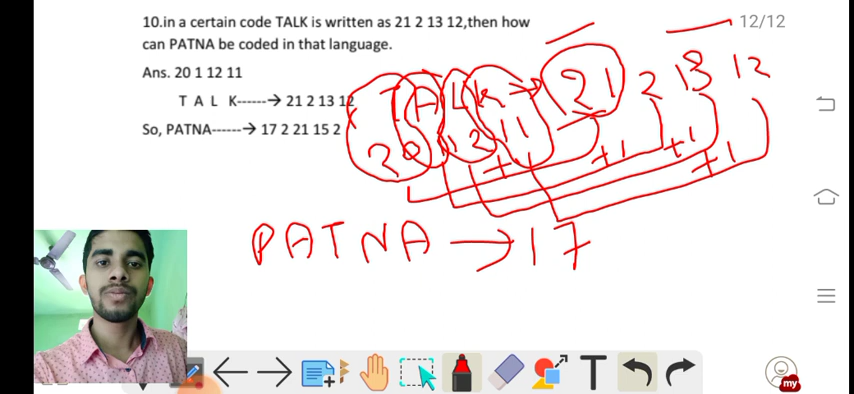 10.in a certain code TALK is written as 21 2 13 12,then how
12/12
can PATNA be coded in that language.
Ans. 20 1 12 11
T A L K------→ 21 2 13 12
So, PATNA------→ 17 2 21 15 2
T A L K → 21 2 13 12
20 1 12 11
+1 +1 +1 +1
PATNA → 17
T
my